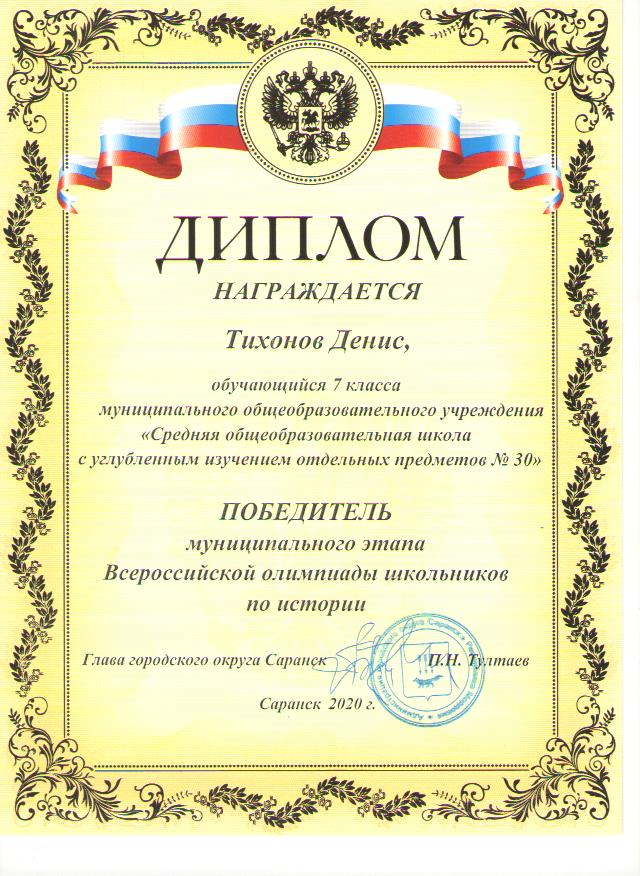 ДИПЛОМ
НАГРАЖДАЕТСЯ
Тихонов Денис,
обучающийся 7 класса
муниципального общеобразовательного учреждения
«Средняя общеобразовательная школа
с углубленным изучением отдельных предметов № 30»
ПОБЕДИТЕЛЬ
муниципального этапа
Всероссийской олимпиады школьников
по истории
Глава городского округа Саранск П.Н. Тултаев
Саранск 2020 г.